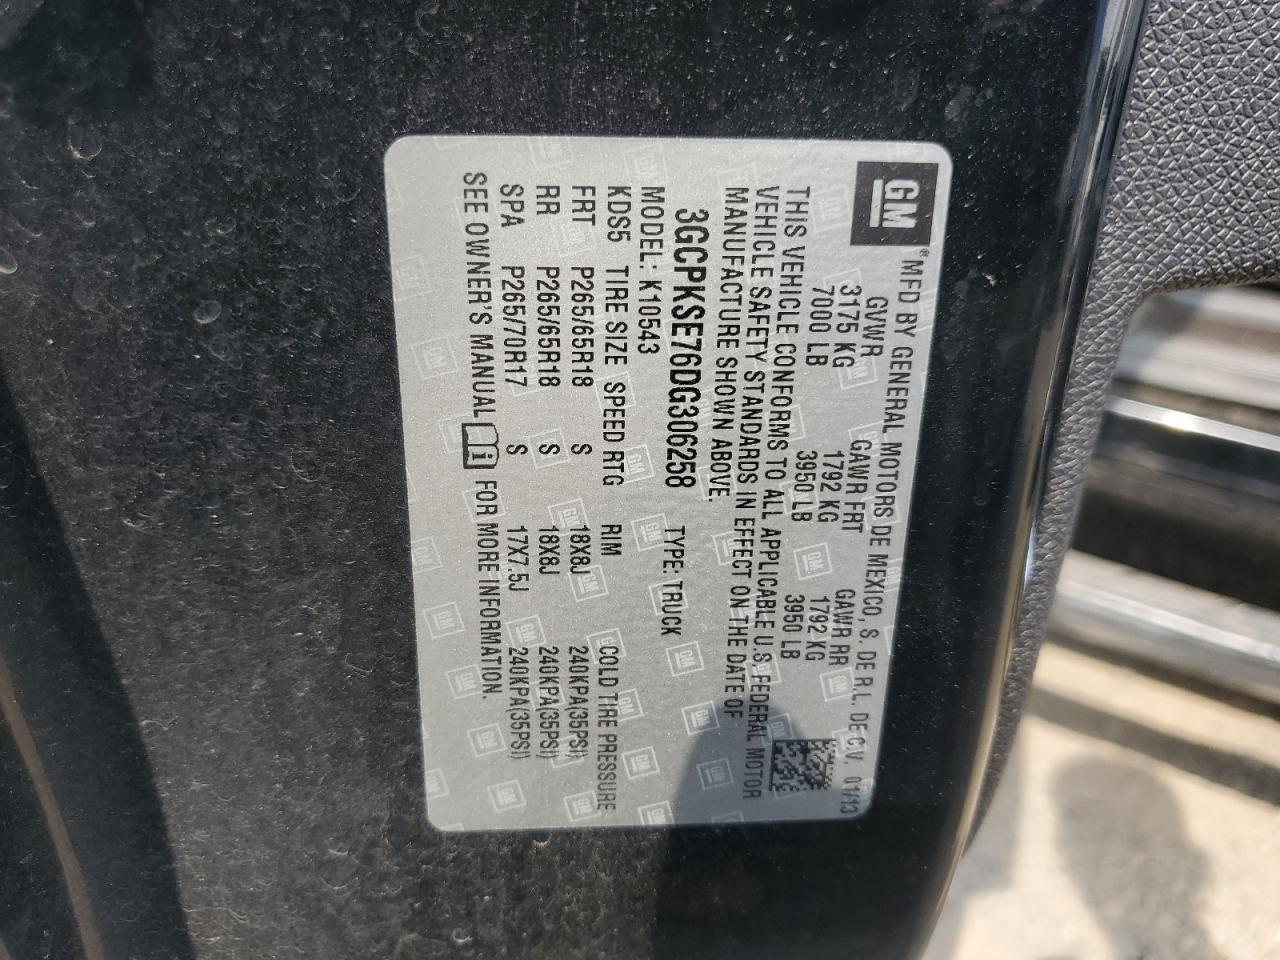 GM® MFD BY GENERAL MOTORS DE MEXICO, S. DE R.L. DE C.V. 01/13
GVWR GAWR FRT GAWR RR
3175 KG 1792 KG 1792 KG
7000 LB 3950 LB 3950 LB
THIS VEHICLE CONFORMS TO ALL APPLICABLE U.S. FEDERAL MOTOR
VEHICLE SAFETY STANDARDS IN EFFECT ON THE DATE OF
MANUFACTURE SHOWN ABOVE.
3GCPKSE76DG306258 TYPE: TRUCK
MODEL: K10543
KDS5 TIRE SIZE SPEED RTG RIM COLD TIRE PRESSURE
FRT P265/65R18 S 18X8J 240KPA(35PSI)
RR P265/65R18 S 18X8J 240KPA(35PSI)
SPA P265/70R17 S 17X7.5J 240KPA(35PSI)
SEE OWNER'S MANUAL i FOR MORE INFORMATION.